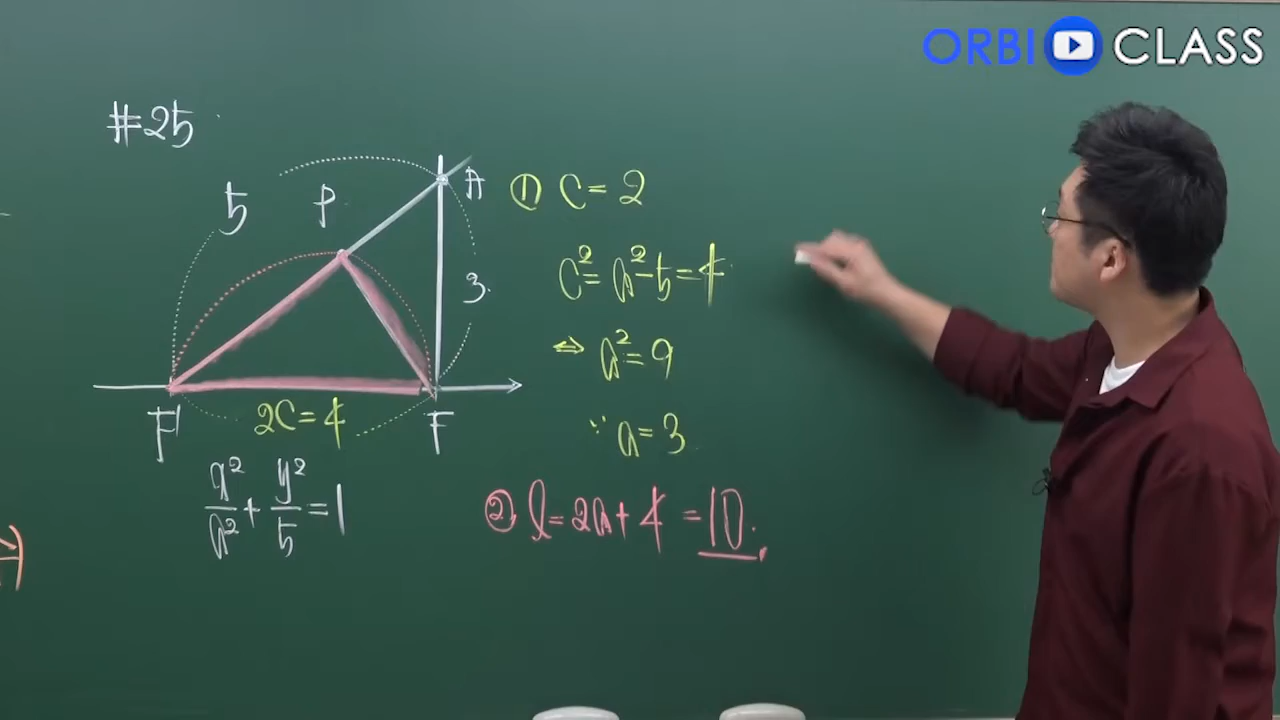 ORBI CLASS
#25
5
P
A
3
F'
2C=4
F
x²/a² + y²/5 = 1
① C=2
C²=a²-5=4
⇔ a²=9
∵ a=3
② l=2a+4=10.